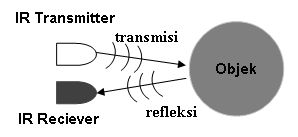 IR Transmitter
transmisi
Objek
refleksi
IR Reciever